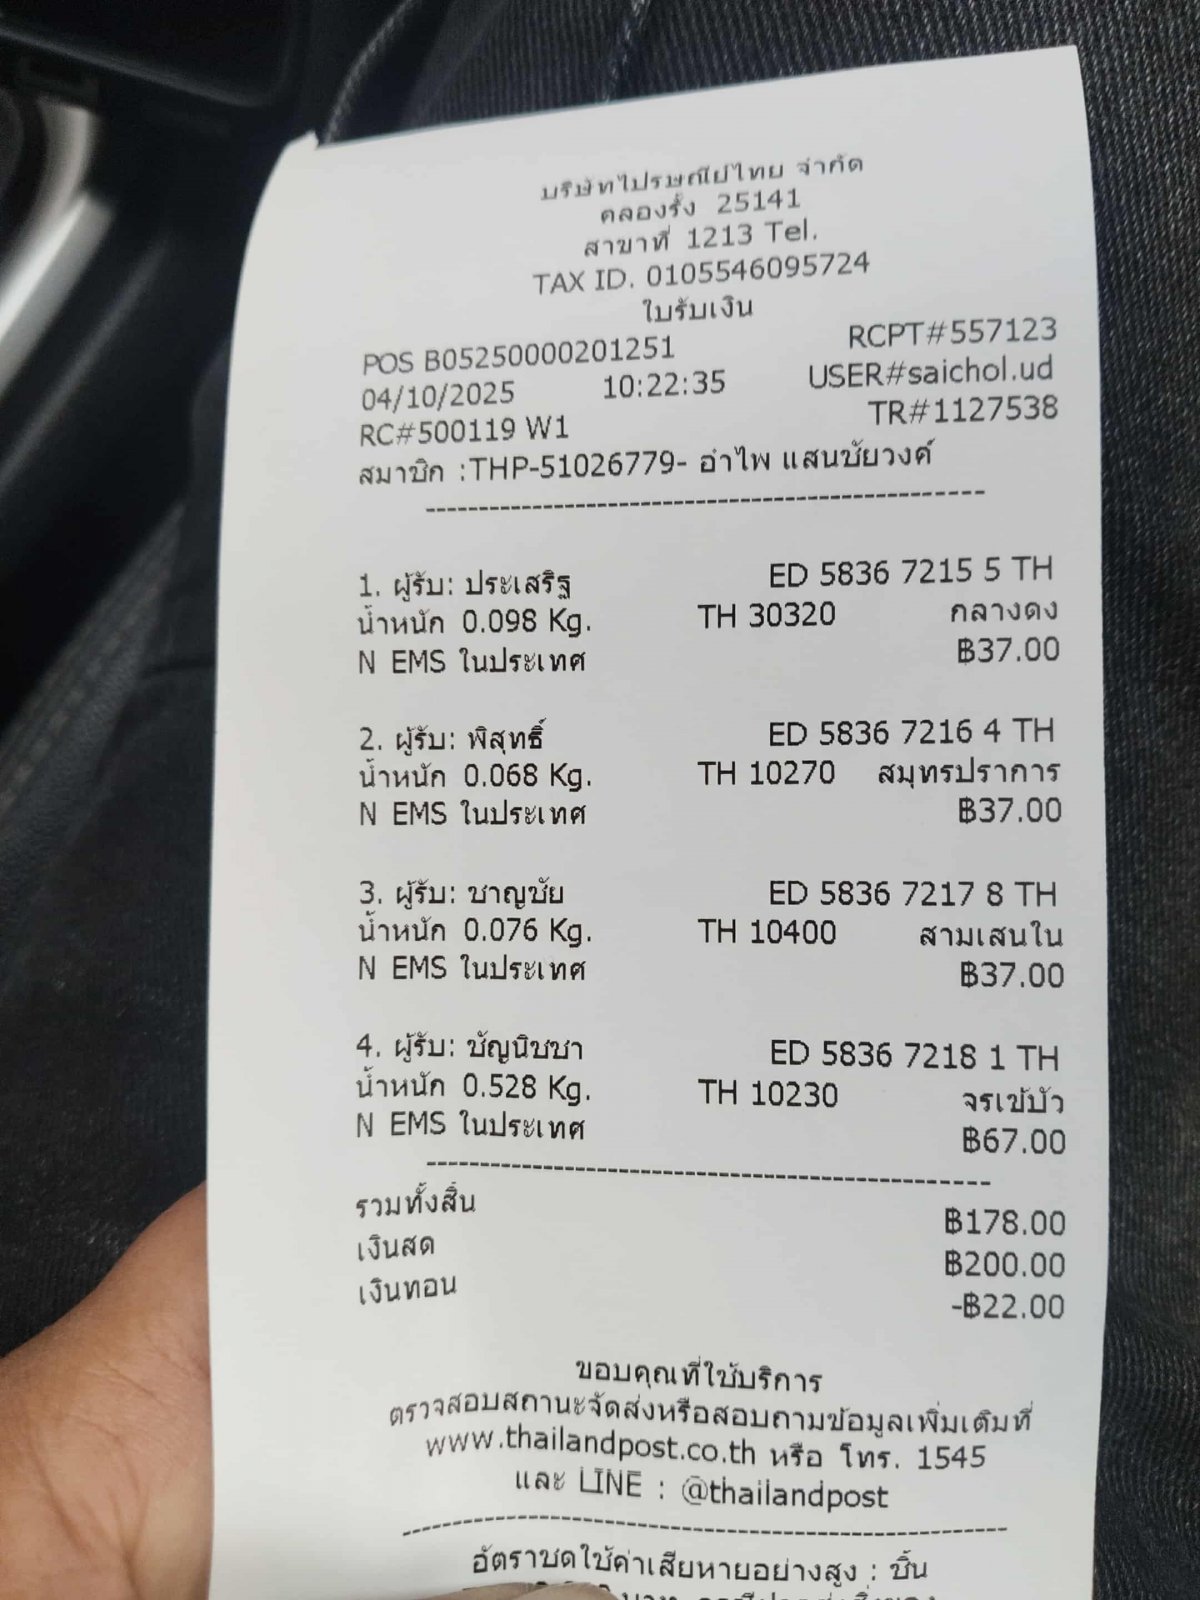 บริษัทไปรษณีย์ไทย จำกัด
คลองรั้ง 25141
สาขาที่ 1213 Tel.
TAX ID. 0105546095724
ใบรับเงิน
POS B05250000201251 RCPT#557123
04/10/2025 10:22:35 USER#saichol.ud
RC#500119 W1 TR#1127538
สมาชิก :THP-51026779- อำไพ แสนชัยวงค์
1. ผู้รับ: ประเสริฐ ED 5836 7215 5 TH
น้ำหนัก 0.098 Kg. TH 30320 กลางดง
N EMS ในประเทศ ฿37.00
2. ผู้รับ: พิสุทธิ์ ED 5836 7216 4 TH
น้ำหนัก 0.068 Kg. TH 10270 สมุทรปราการ
N EMS ในประเทศ ฿37.00
3. ผู้รับ: ชาญชัย ED 5836 7217 8 TH
น้ำหนัก 0.076 Kg. TH 10400 สามเสนใน
N EMS ในประเทศ ฿37.00
4. ผู้รับ: ชัญนิชชา ED 5836 7218 1 TH
น้ำหนัก 0.528 Kg. TH 10230 จรเข้บัว
N EMS ในประเทศ ฿67.00
รวมทั้งสิ้น ฿178.00
เงินสด ฿200.00
เงินทอน -฿22.00
ขอบคุณที่ใช้บริการ
ตรวจสอบสถานะจัดส่งหรือสอบถามข้อมูลเพิ่มเติมที่
www.thailandpost.co.th หรือ โทร. 1545
และ LINE : @thailandpost
อัตราชดใช้ค่าเสียหายอย่างสูง : ชิ้น